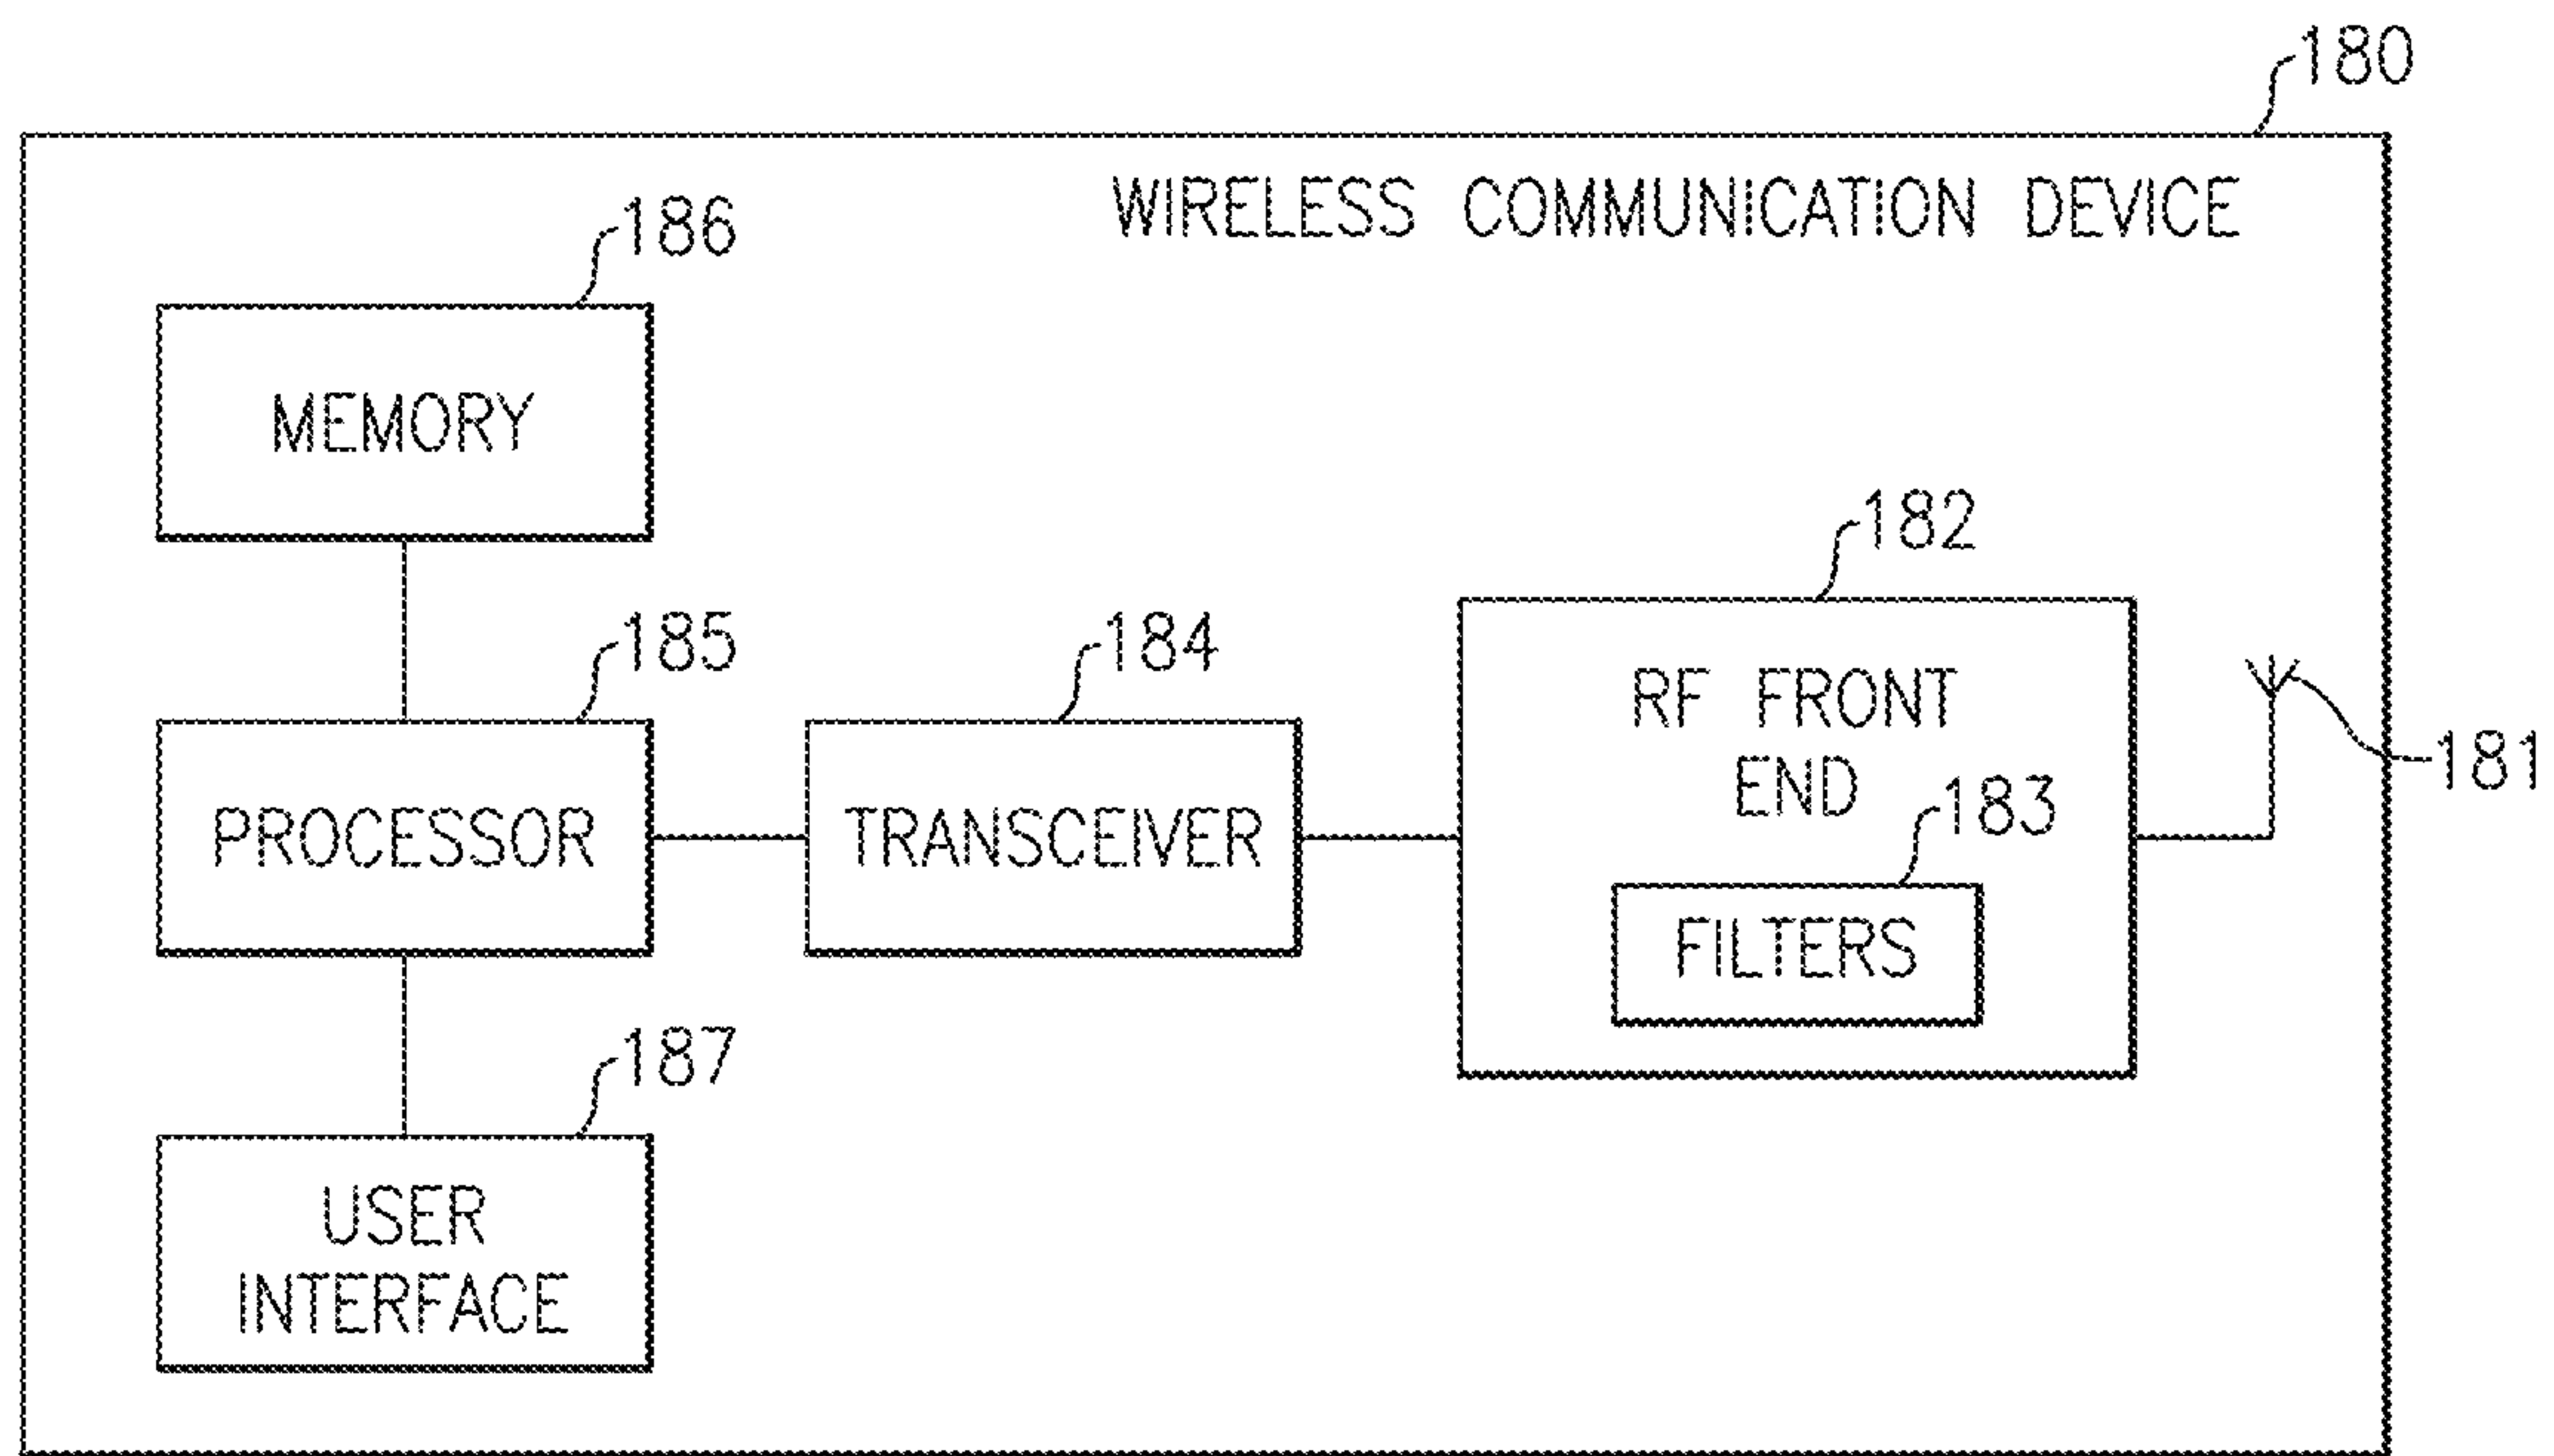 180
WIRELESS COMMUNICATION DEVICE
186
MEMORY
182
185
184
RF FRONT
END
181
PROCESSOR
TRANSCEIVER
183
FILTERS
187
USER
INTERFACE